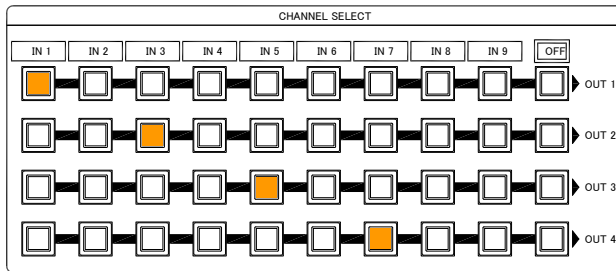 CHANNEL SELECT
IN 1 IN 2 IN 3 IN 4 IN 5 IN 6 IN 7 IN 8 IN 9 OFF
OUT 1
OUT 2
OUT 3
OUT 4